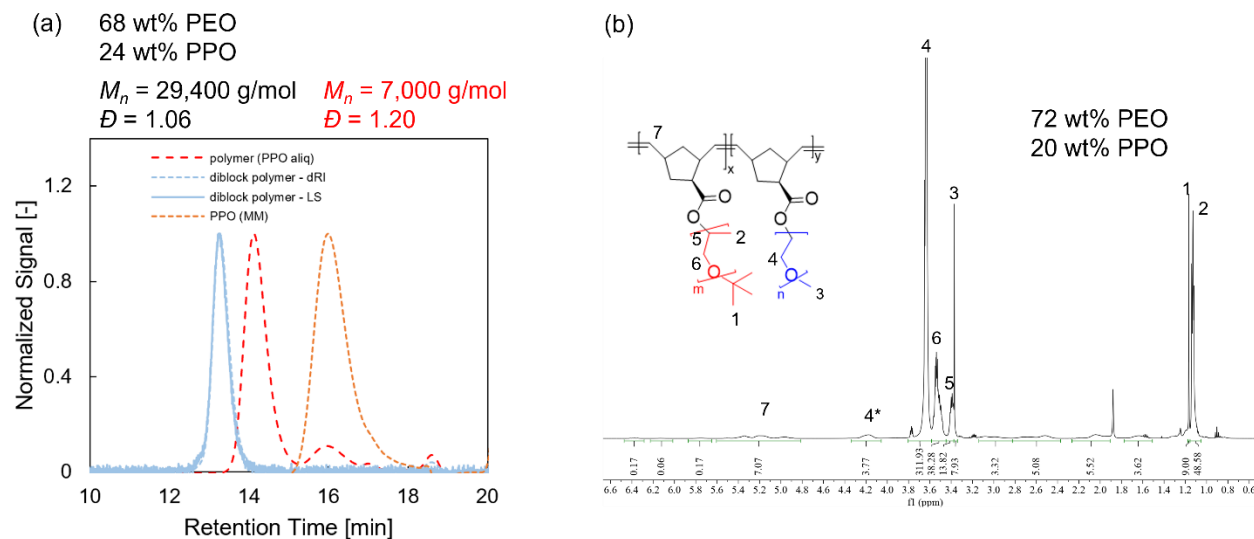 (a)
68 wt% PEO
24 wt% PPO
Mn = 29,400 g/mol
Đ = 1.06
Mn = 7,000 g/mol
Đ = 1.20
polymer (PPO aliq)
diblock polymer - dRI
diblock polymer - LS
PPO (MM)
Normalized Signal [-]
1.2
0.8
0.4
0
10 12 14 16 18 20
Retention Time [min]
(b)
72 wt% PEO
20 wt% PPO
4
7
x
y
O
O
O
O
5 2
6
O
m
1
4
O
n
3
7
4*
4
6
5
3
1
2
0.17 0.06 0.17 7.07 3.77 311.93 38.28 13.82 7.93 3.32 5.08 5.52 3.62 9.00 48.58
6.6 6.4 6.2 6.0 5.8 5.6 5.4 5.2 5.0 4.8 4.6 4.4 4.2 4.0 3.8 3.6 3.4 3.2 3.0 2.8 2.6 2.4 2.2 2.0 1.8 1.6 1.4 1.2 1.0 0.8 0.6
f1 (ppm)